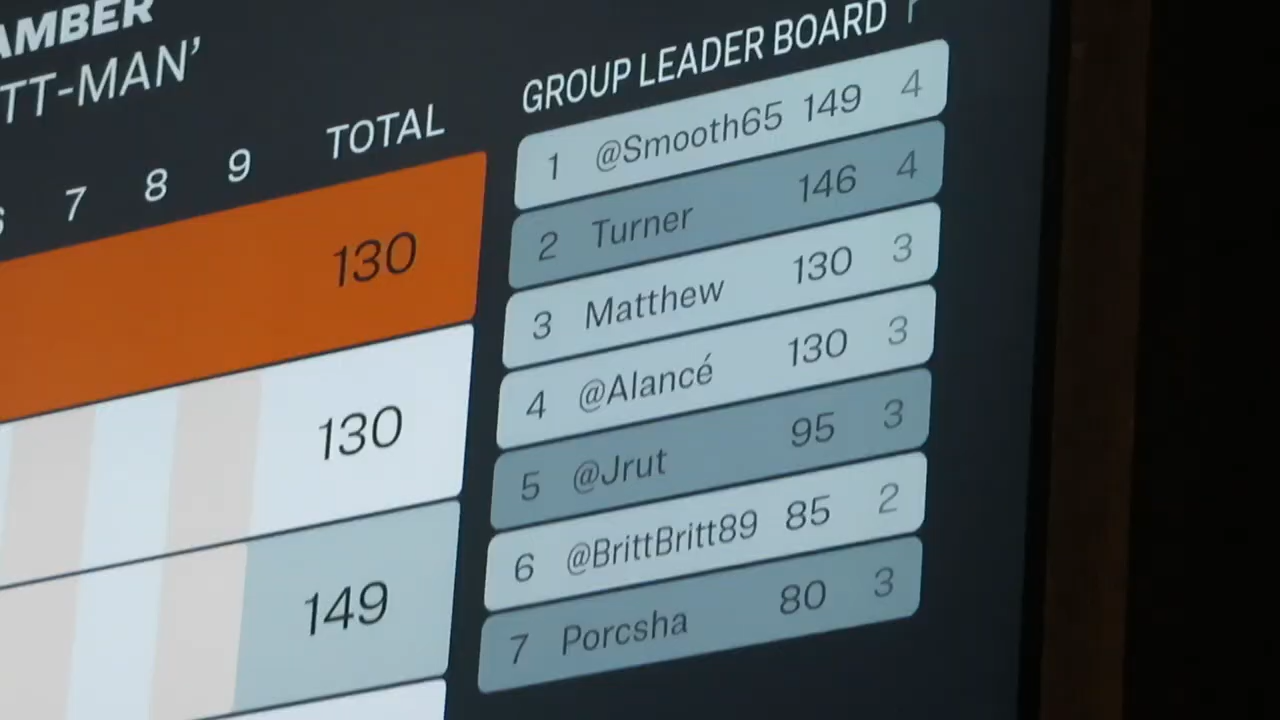 AMBER
TT-MAN’
7 8 9 TOTAL
130
130
149
GROUP LEADER BOARD
1 @Smooth65 149 4
2 Turner 146 4
3 Matthew 130 3
4 @Alancé 130 3
5 @Jrut 95 3
6 @BrittBritt89 85 2
7 Porcsha 80 3